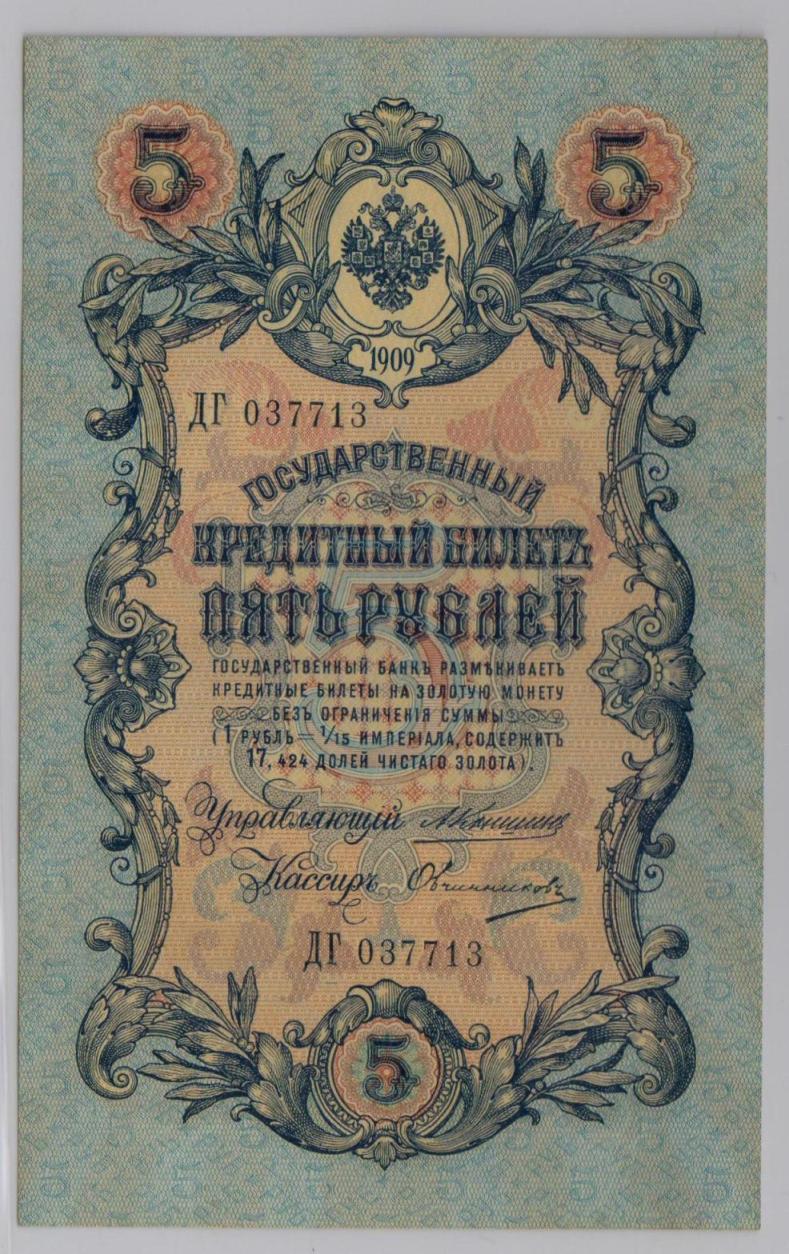 5 5
1909
ДГ 037713
ГОСУДАРСТВЕННЫЙ
КРЕДИТНЫЙ БИЛЕТЪ
ПЯТЬ РУБЛЕЙ
ГОСУДАРСТВЕННЫЙ БАНКЪ РАЗМѢНИВАЕТЪ
КРЕДИТНЫЕ БИЛЕТЫ НА ЗОЛОТУЮ МОНЕТУ
БЕЗЪ ОГРАНИЧЕНІЯ СУММЫ
(1 РУБЛЬ = 1/15 ИМПЕРІАЛА, СОДЕРЖИТЪ
17,424 ДОЛЕЙ ЧИСТАГО ЗОЛОТА).
Управляющій АКоншинъ
Кассиръ Овчинниковъ
ДГ 037713
5